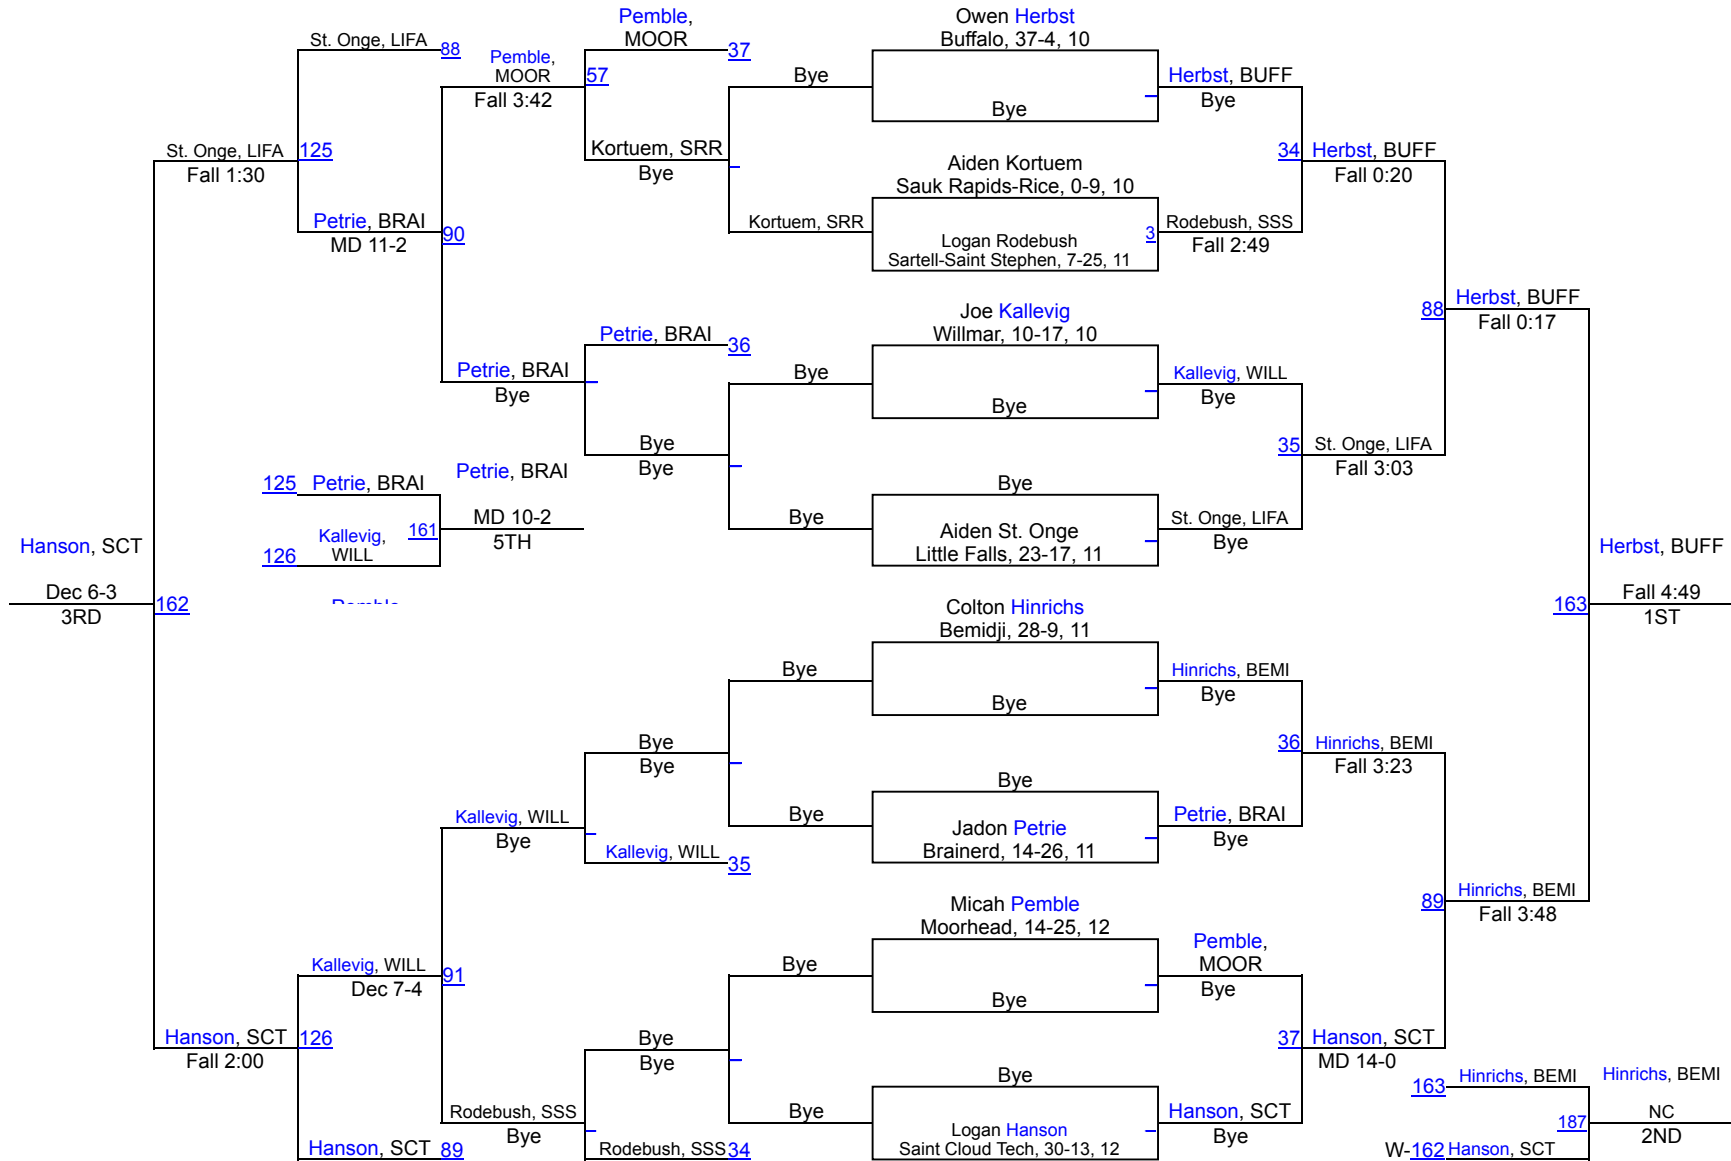 Pemble,
MOOR
37
Owen Herbst
Buffalo, 37-4, 10
St. Onge, LIFA
88
Pemble,
MOOR
Fall 3:42
57
Bye
Bye
Herbst, BUFF
Bye
St. Onge, LIFA
Fall 1:30
125
Kortuem, SRR
Bye
Aiden Kortuem
Sauk Rapids-Rice, 0-9, 10
34
Herbst, BUFF
Fall 0:20
Petrie, BRAI
MD 11-2
90
Kortuem, SRR
Logan Rodebush
Sartell-Saint Stephen, 7-25, 11
3
Rodebush, SSS
Fall 2:49
Joe Kallevig
Willmar, 10-17, 10
88
Herbst, BUFF
Fall 0:17
Petrie, BRAI
36
Petrie, BRAI
Bye
Bye
Bye
Kallevig, WILL
Bye
Bye
Bye
35
St. Onge, LIFA
Fall 3:03
125
Petrie, BRAI
Petrie, BRAI
Bye
Kallevig,
WILL
126
161
MD 10-2
5TH
Bye
Aiden St. Onge
Little Falls, 23-17, 11
St. Onge, LIFA
Bye
Hanson, SCT
Dec 6-3
3RD
162
Herbst, BUFF
163
Fall 4:49
1ST
Colton Hinrichs
Bemidji, 28-9, 11
Bye
Bye
Hinrichs, BEMI
Bye
Bye
Bye
36
Hinrichs, BEMI
Fall 3:23
Bye
Kallevig, WILL
Bye
Bye
Jadon Petrie
Brainerd, 14-26, 11
Petrie, BRAI
Bye
Kallevig, WILL
35
Micah Pemble
Moorhead, 14-25, 12
89
Hinrichs, BEMI
Fall 3:48
Kallevig, WILL
Dec 7-4
91
Bye
Bye
Pemble,
MOOR
Bye
Hanson, SCT
Fall 2:00
126
Bye
Bye
37
Hanson, SCT
MD 14-0
Bye
Rodebush, SSS
Bye
Bye
Logan Hanson
Saint Cloud Tech, 30-13, 12
Hanson, SCT
Bye
Hanson, SCT
89
Rodebush, SSS
34
163
Hinrichs, BEMI
Hinrichs, BEMI
187
NC
2ND
W-162
Hanson, SCT